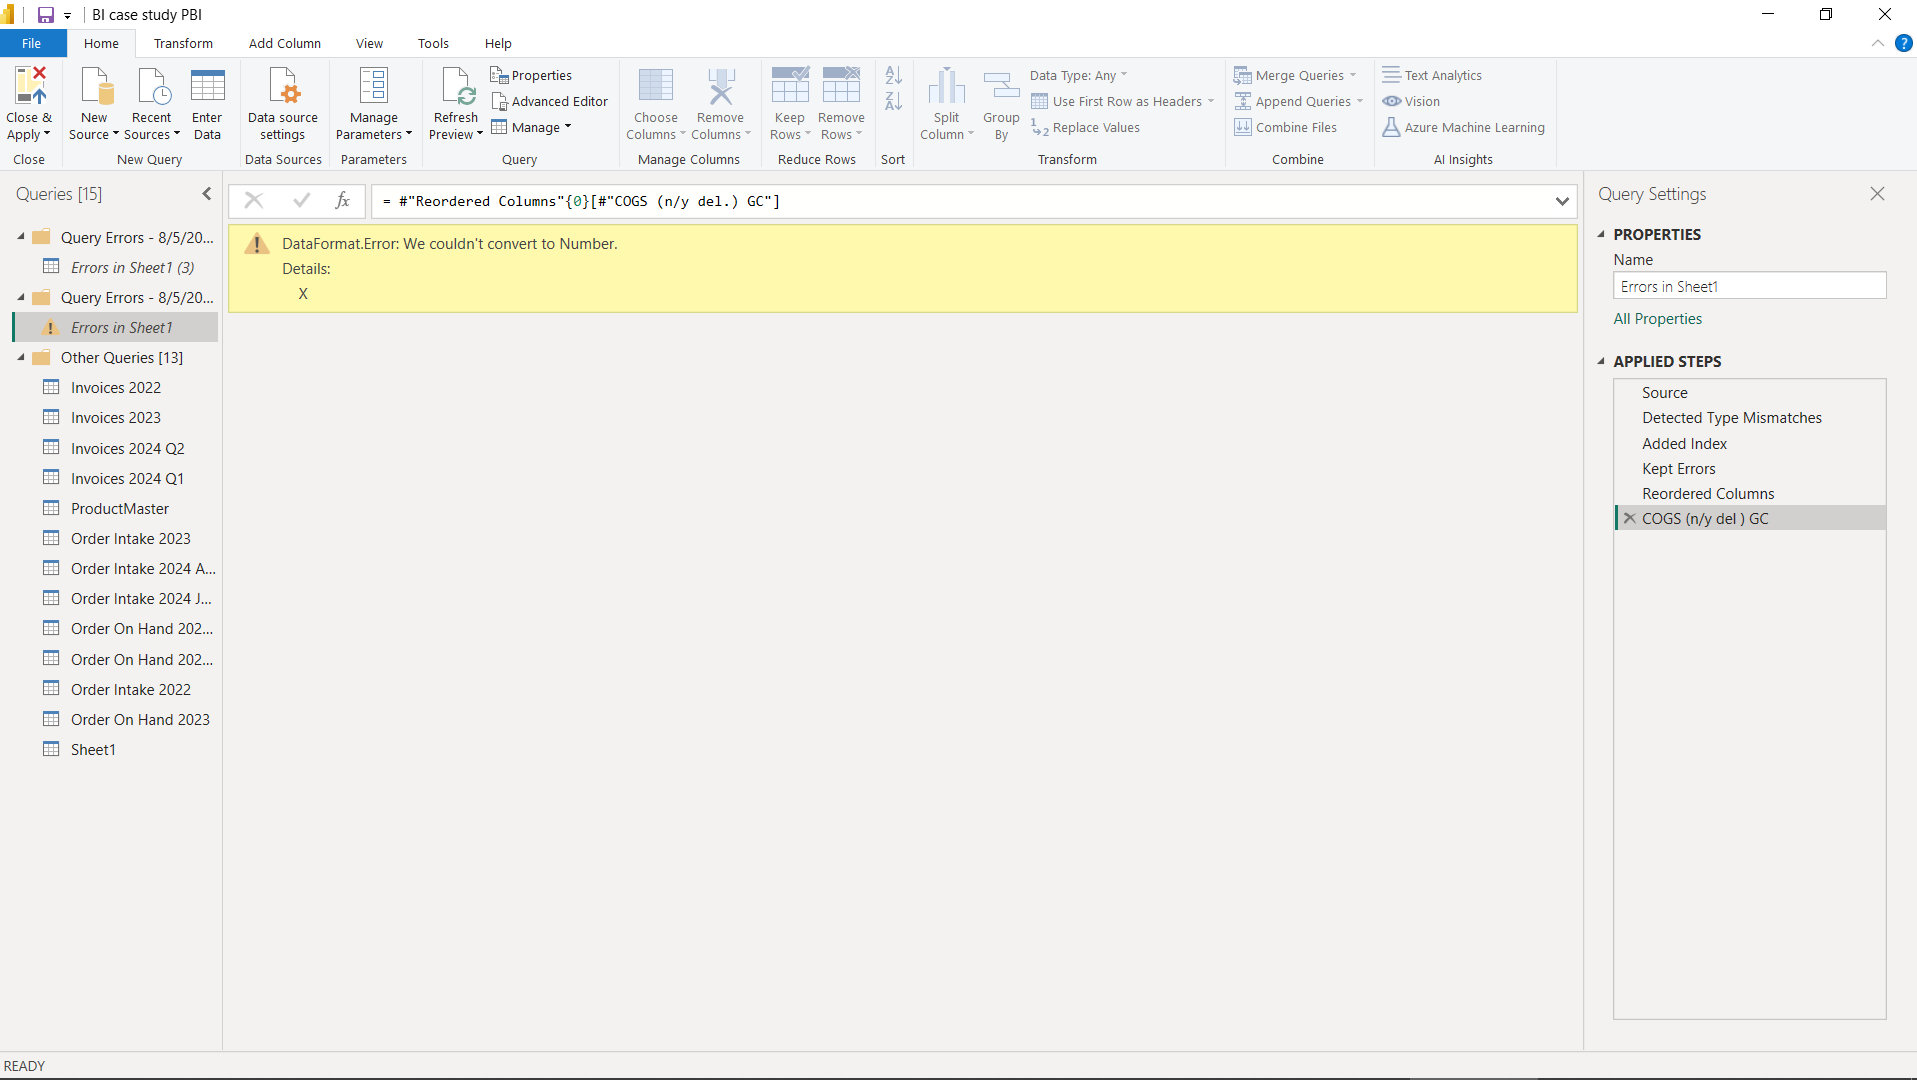 BI case study PBI
File
Home
Transform
Add Column
View
Tools
Help
Close &
Apply
New
Source
Recent
Sources
Enter
Data
Data source
settings
Manage
Parameters
Refresh
Preview
Properties
Advanced Editor
Manage
Choose
Columns
Remove
Columns
Keep
Rows
Remove
Rows
Split
Column
Group
By
Data Type: Any
Use First Row as Headers
Replace Values
Merge Queries
Append Queries
Combine Files
Text Analytics
Vision
Azure Machine Learning
Close
New Query
Data Sources
Parameters
Query
Manage Columns
Reduce Rows
Sort
Transform
Combine
AI Insights
Queries [15]
Query Errors - 8/5/20...
Errors in Sheet1 (3)
Query Errors - 8/5/20...
Errors in Sheet1
Other Queries [13]
Invoices 2022
Invoices 2023
Invoices 2024 Q2
Invoices 2024 Q1
ProductMaster
Order Intake 2023
Order Intake 2024 A...
Order Intake 2024 J...
Order On Hand 202...
Order On Hand 202...
Order Intake 2022
Order On Hand 2023
Sheet1
fx
= #"Reordered Columns"{0}[#"COGS (n/y del.) GC"]
DataFormat.Error: We couldn't convert to Number.
Details:
X
Query Settings
PROPERTIES
Name
Errors in Sheet1
All Properties
APPLIED STEPS
Source
Detected Type Mismatches
Added Index
Kept Errors
Reordered Columns
COGS (n/y del ) GC
READY